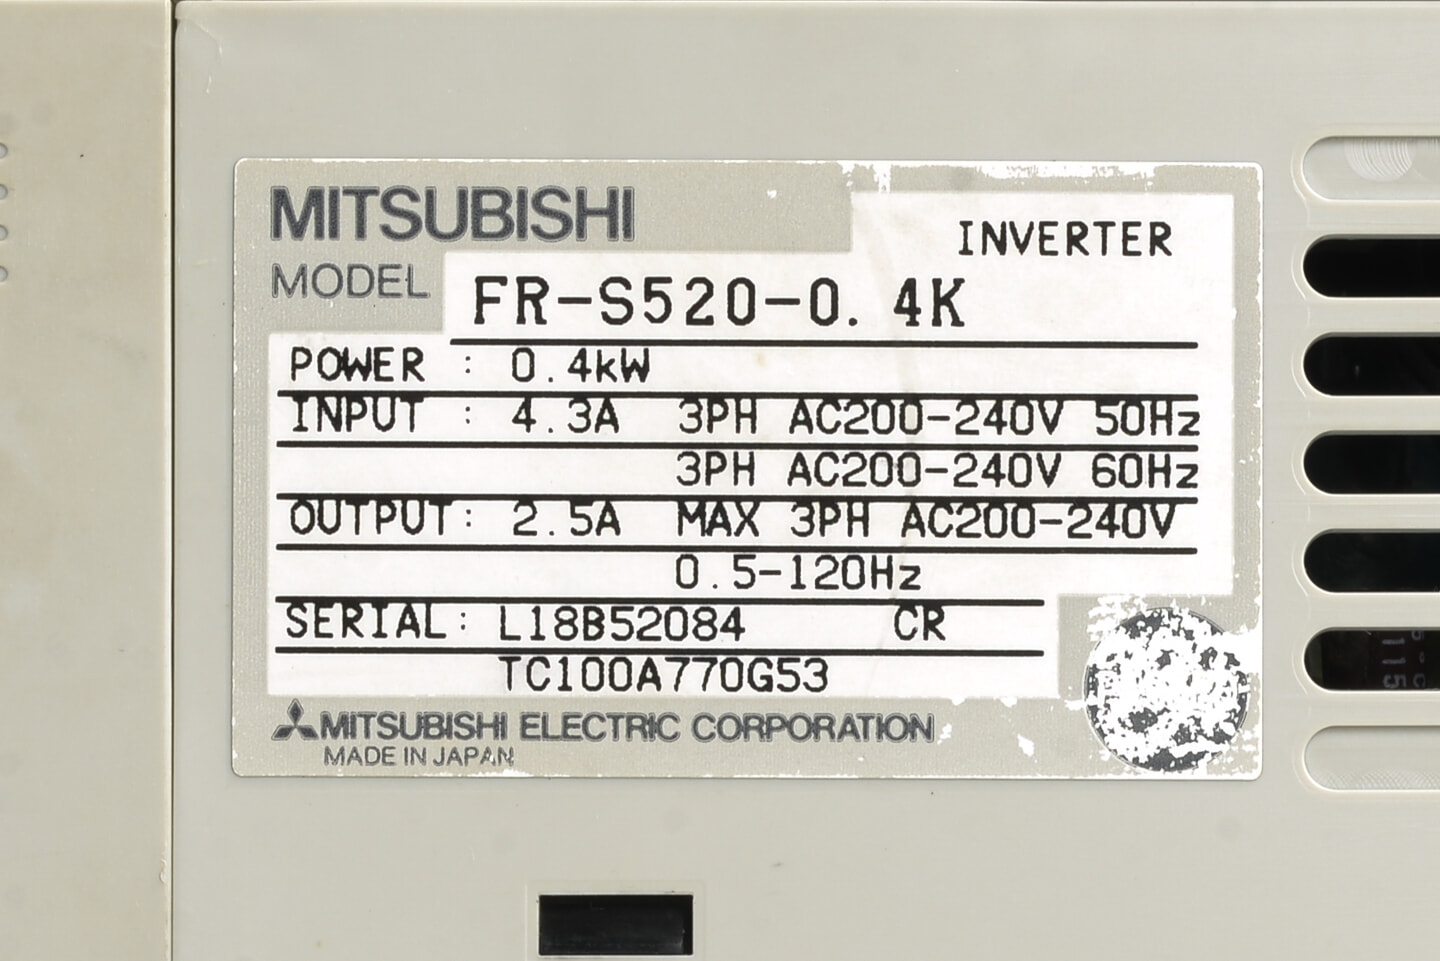 MITSUBISHI
INVERTER
MODEL FR-S520-0.4K
POWER : 0.4kW
INPUT : 4.3A 3PH AC200-240V 50Hz
3PH AC200-240V 60Hz
OUTPUT: 2.5A MAX 3PH AC200-240V
0.5-120Hz
SERIAL: L18B52084 CR
TC100A770G53
MITSUBISHI ELECTRIC CORPORATION
MADE IN JAPAN